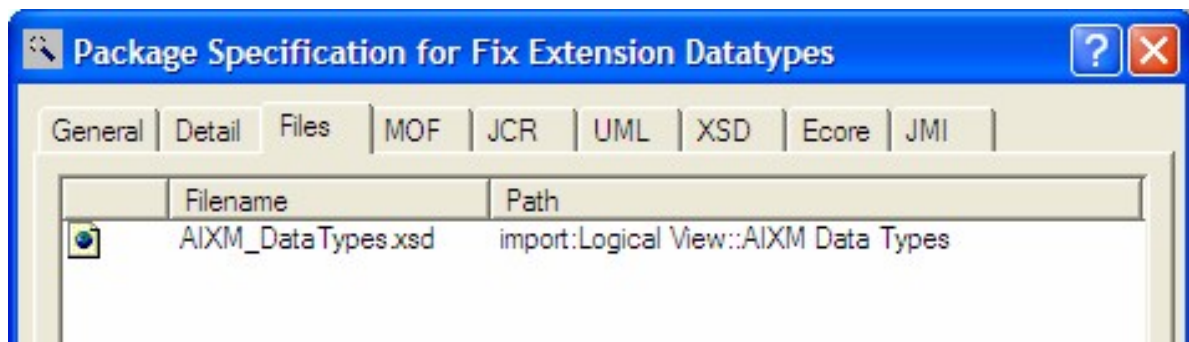 Package Specification for Fix Extension Datatypes
General Detail Files MOF JCR UML XSD Ecore JMI
Filename Path
AIXM_DataTypes.xsd import:Logical View::AIXM Data Types